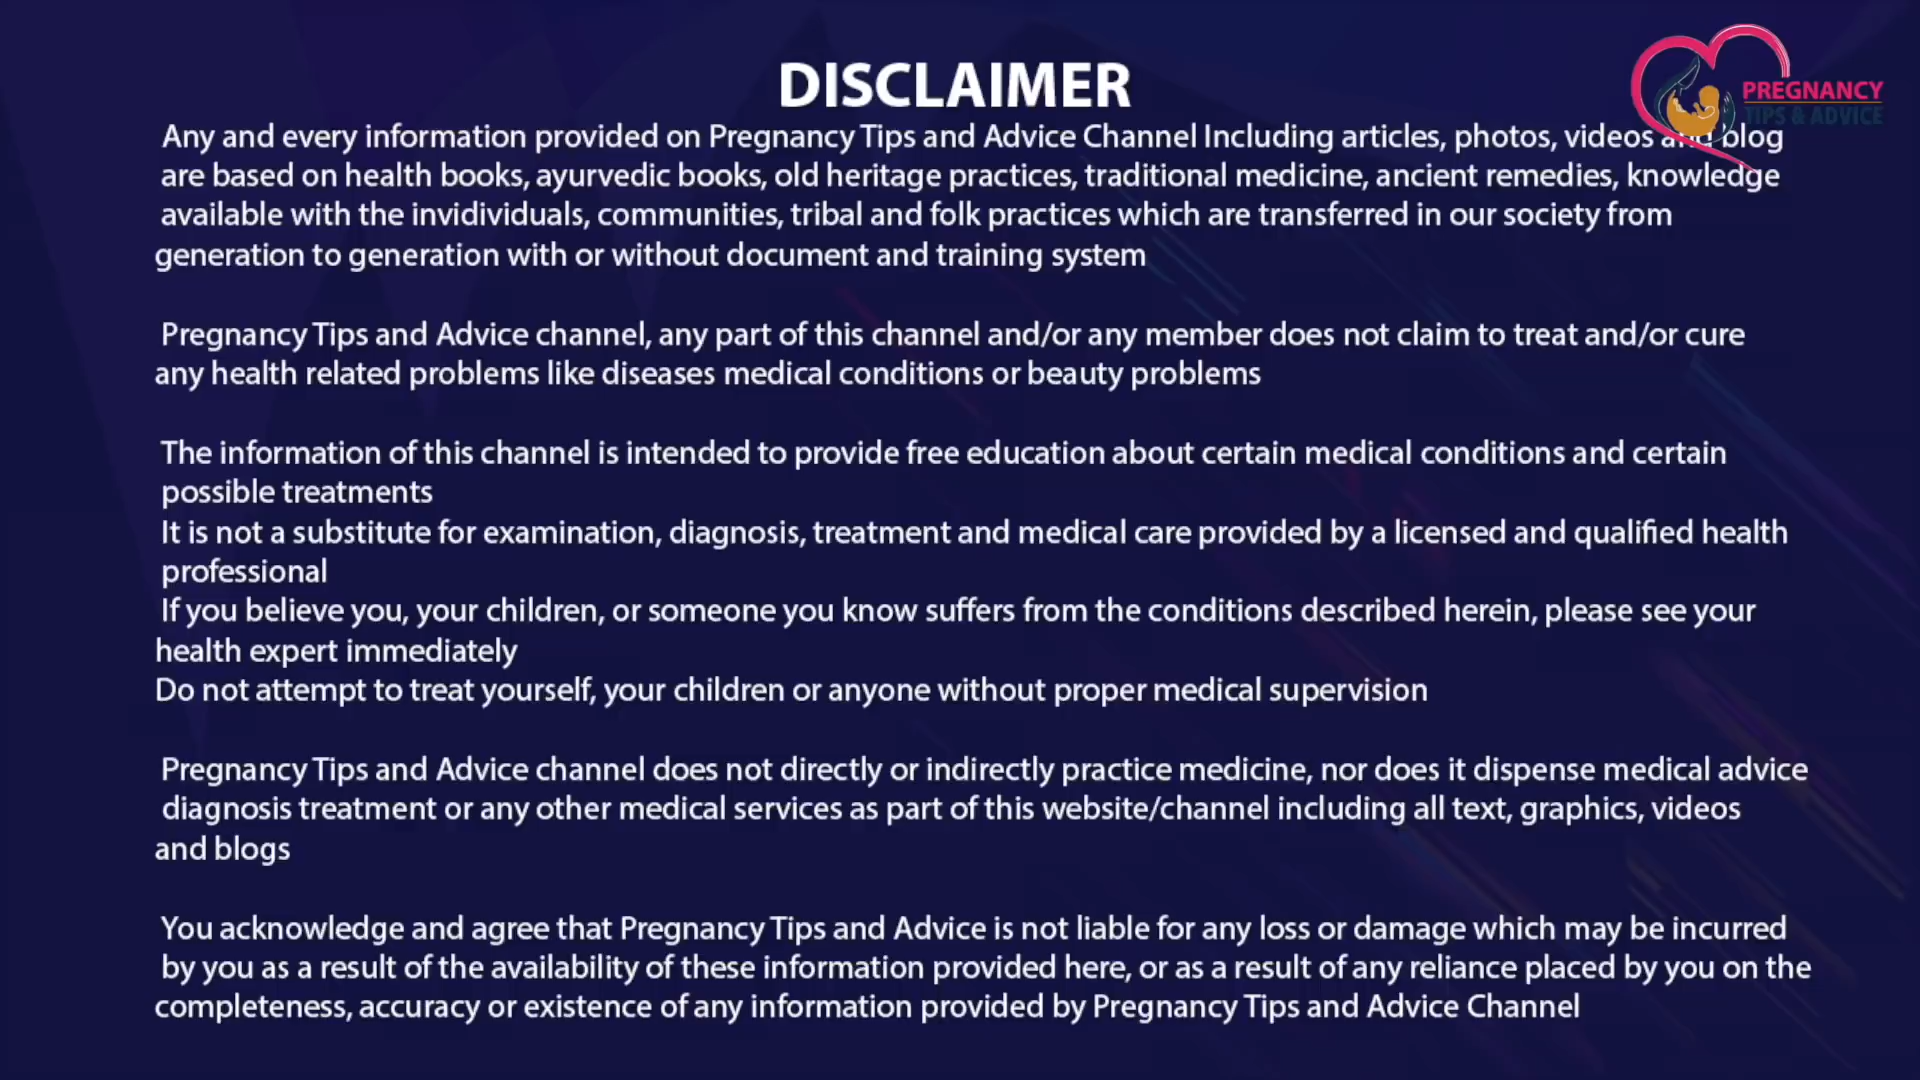 DISCLAIMER
PREGNANCY
TIPS & ADVICE
Any and every information provided on Pregnancy Tips and Advice Channel Including articles, photos, videos and blog
are based on health books, ayurvedic books, old heritage practices, traditional medicine, ancient remedies, knowledge
available with the invidividuals, communities, tribal and folk practices which are transferred in our society from
generation to generation with or without document and training system
Pregnancy Tips and Advice channel, any part of this channel and/or any member does not claim to treat and/or cure
any health related problems like diseases medical conditions or beauty problems
The information of this channel is intended to provide free education about certain medical conditions and certain
possible treatments
It is not a substitute for examination, diagnosis, treatment and medical care provided by a licensed and qualified health
professional
If you believe you, your children, or someone you know suffers from the conditions described herein, please see your
health expert immediately
Do not attempt to treat yourself, your children or anyone without proper medical supervision
Pregnancy Tips and Advice channel does not directly or indirectly practice medicine, nor does it dispense medical advice
diagnosis treatment or any other medical services as part of this website/channel including all text, graphics, videos
and blogs
You acknowledge and agree that Pregnancy Tips and Advice is not liable for any loss or damage which may be incurred
by you as a result of the availability of these information provided here, or as a result of any reliance placed by you on the
completeness, accuracy or existence of any information provided by Pregnancy Tips and Advice Channel